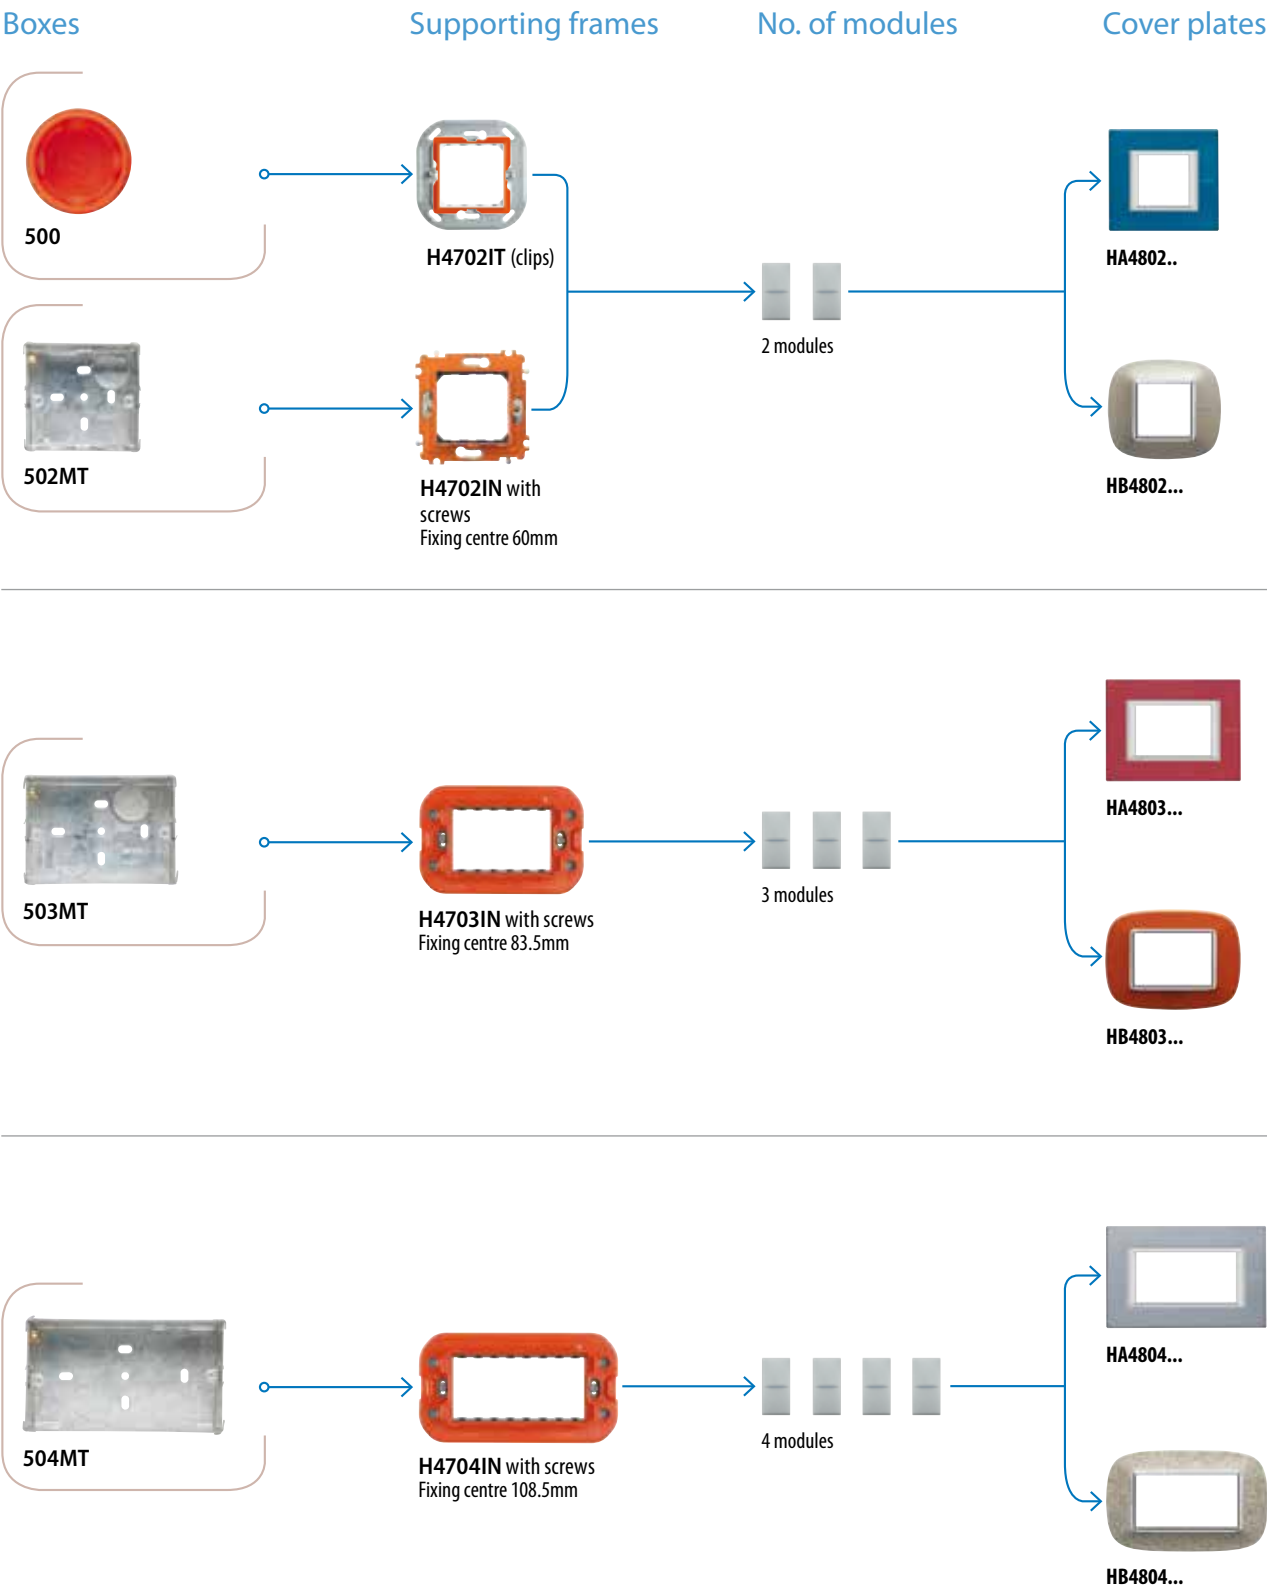 Boxes Supporting frames No. of modules Cover plates
500
H4702IT (clips)
HA4802..
2 modules
502MT
H4702IN with
screws
Fixing centre 60mm
HB4802...
HA4803...
3 modules
503MT
H4703IN with screws
Fixing centre 83.5mm
HB4803...
HA4804...
4 modules
504MT
H4704IN with screws
Fixing centre 108.5mm
HB4804...